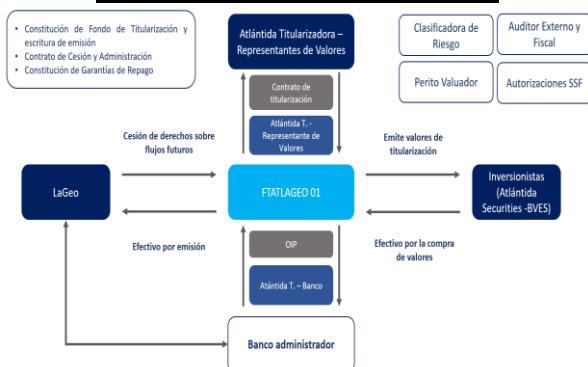 • Constitución de Fondo de Titularización y
escritura de emisión
• Contrato de Cesión y Administración
• Constitución de Garantías de Repago
Atlántida Titularizadora –
Representantes de Valores
Clasificadora de
Riesgo
Auditor Externo y
Fiscal
Perito Valuador
Autorizaciones SSF
Contrato de
titularización
Atlántida T. -
Representante de
Valores
Cesión de derechos sobre
flujos futuros
Emite valores de
titularización
LaGeo
FTATLAGEO 01
Inversionistas
(Atlántida
Securities -BVES)
Efectivo por emisión
Efectivo por la compra
de valores
OIP
Atántida T. – Banco
Banco administrador